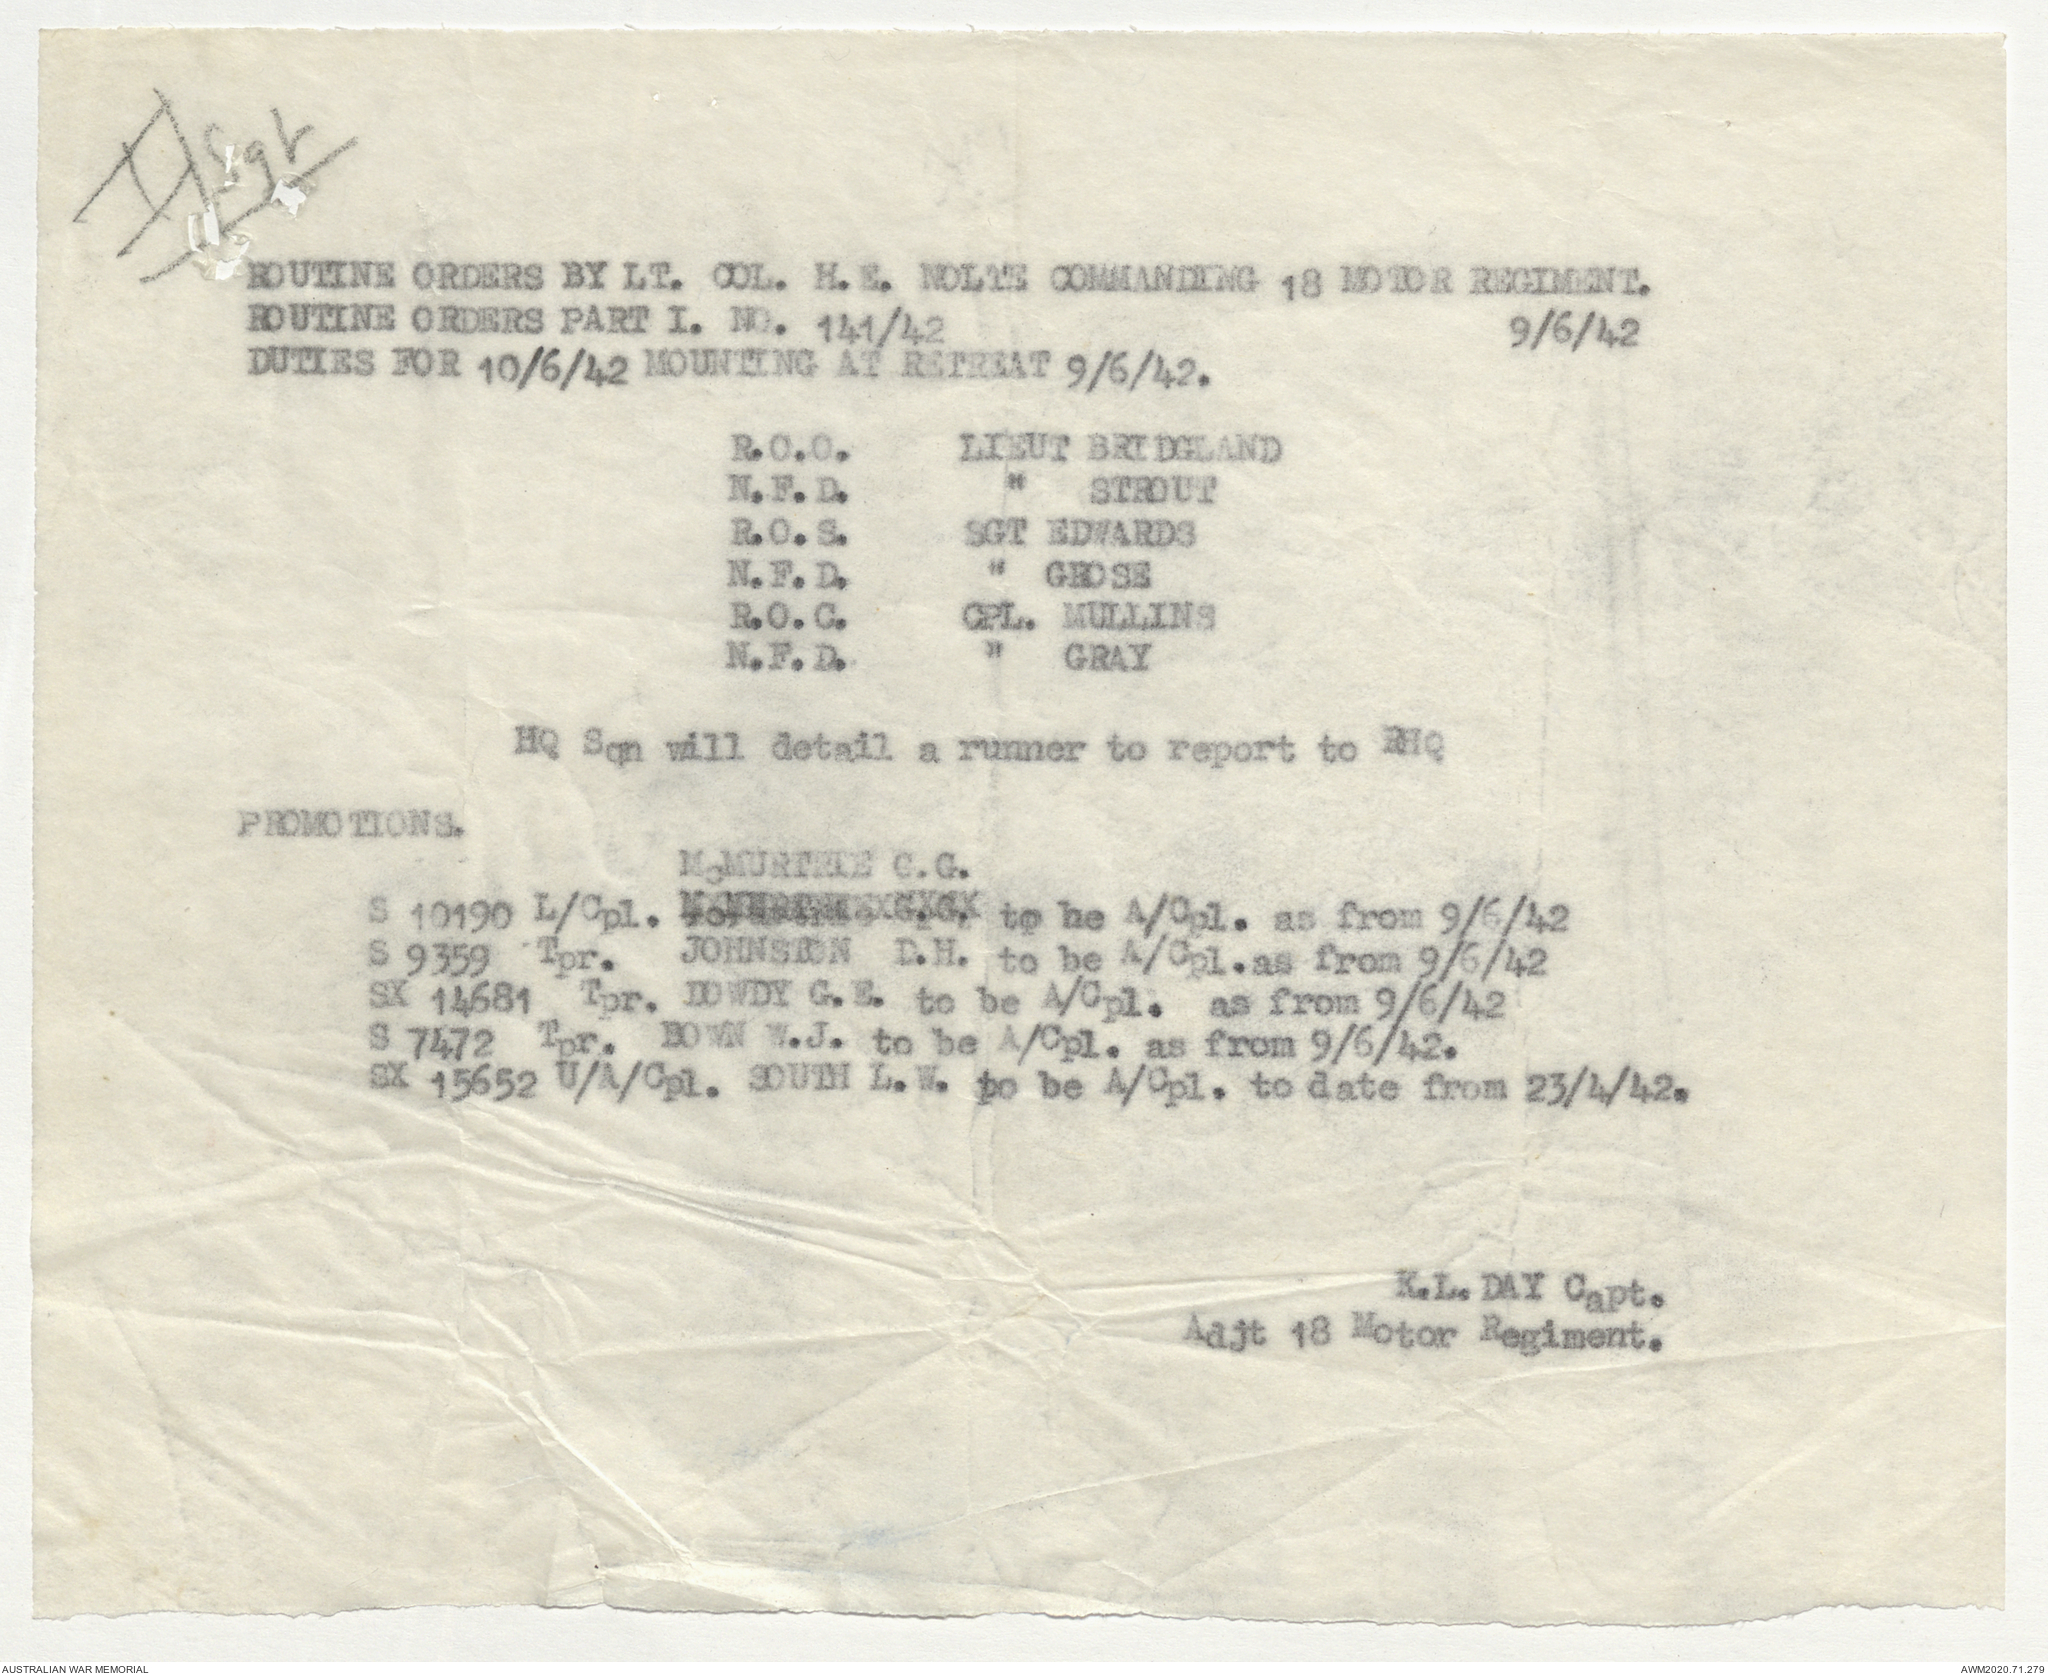 Sgt
ROUTINE ORDERS BY LT. COL. H.E. NOLTE COMMANDING 18 MOTOR REGIMENT.
ROUTINE ORDERS PART I. NO. 141/42 9/6/42
DUTIES FOR 10/6/42 MOUNTING AT RETREAT 9/6/42.
R.O.O. LIEUT BRIDGLAND
N.F.D. " STROUT
R.O.S. SGT EDWARDS
N.F.D. " GROSE
R.O.C. CPL. MULLINS
N.F.D. " GRAY
HQ Sqn will detail a runner to report to RHQ
PROMOTIONS.
McMURTRIE C.G.
S 10190 L/Cpl. to be A/Cpl. as from 9/6/42
S 9359 Tpr. JOHNSTON D.H. to be A/Cpl.as from 9/6/42
SX 14681 Tpr. DOWDY G.E. to be A/Cpl. as from 9/6/42
S 7472 Tpr. BOWN W.J. to be A/Cpl. as from 9/6/42.
SX 15652 U/A/Cpl. SOUTH L.W. to be A/Cpl. to date from 23/4/42.
K.L.DAY Capt.
Adjt 18 Motor Regiment.
AUSTRALIAN WAR MEMORIAL AWM2020.71.279